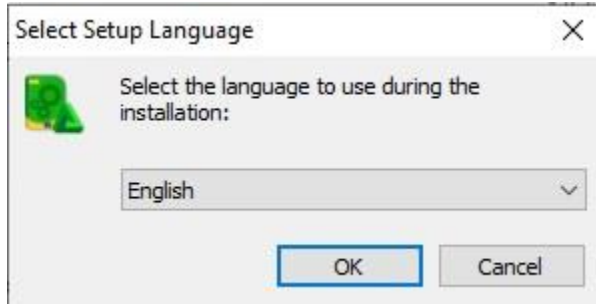 Select Setup Language
Select the language to use during the
installation:
English
OK
Cancel